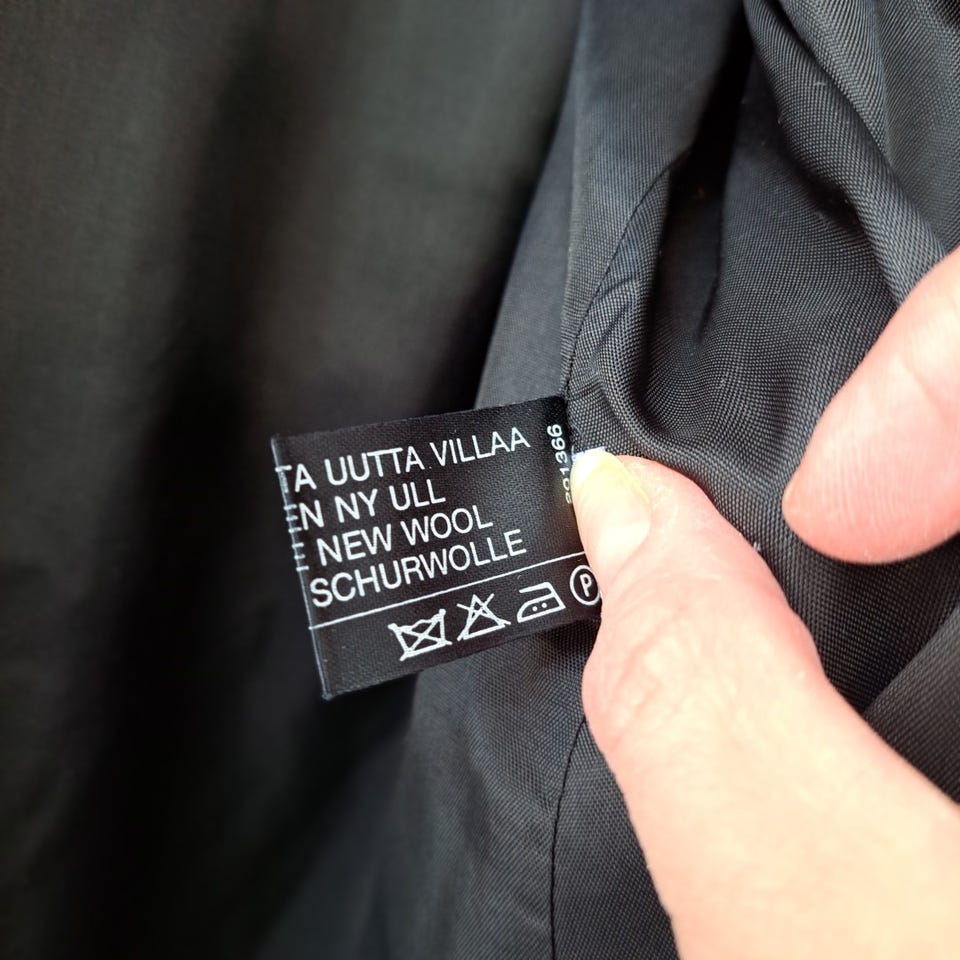 TA UUTTA VILLAA
EN NY ULL
E NEW WOOL
SCHURWOLLE
P